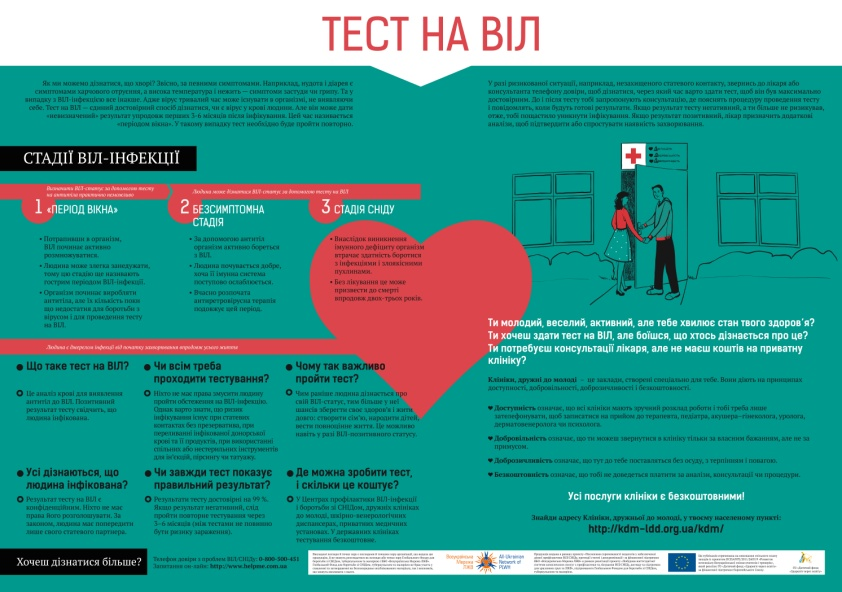 ТЕСТ НА ВІЛ
Як ми можемо дізнатися, що хворі? Звісно, за певними симптомами. Наприклад, нудота і діарея є
симптомами харчового отруєння, а висока температура і нежить — симптоми застуди чи грипу. Та у
випадку з ВІЛ-інфекцією все інакше. Адже вірус тривалий час може існувати в організмі, не виявляючи
себе. Тест на ВІЛ — єдиний достовірний спосіб дізнатися, чи є вірус у крові людини. Але він може дати
«невизначений» результат упродовж перших 3–6 місяців після інфікування. Цей час називається
«періодом вікна». У такому випадку тест необхідно буде пройти повторно.
У разі ризикованої ситуації, наприклад, незахищеного статевого контакту, звернись до лікаря або
консультанта телефону довіри, щоб дізнатися, через який час варто здати тест, щоб він був максимально
достовірним. До і після тесту тобі запропонують консультацію, де пояснять процедуру проведення тесту
і повідомлять, коли будуть готові результати. Якщо результат тесту негативний, а ти більше не ризикував,
отже, тобі пощастило уникнути інфікування. Якщо результат позитивний, лікар призначить додаткові
аналізи, щоб підтвердити або спростувати наявність захворювання.
СТАДІЇ ВІЛ-ІНФЕКЦІЇ
Визначити ВІЛ-статус за допомогою тесту
на антитіла практично неможливо
Людина може дізнатися ВІЛ-статус за допомогою тесту на ВІЛ
1 «ПЕРІОД ВІКНА»
• Потрапивши в організм,
ВІЛ починає активно
розмножуватися.
• Людина може злегка занедужати,
тому цю стадію ще називають
гострим періодом ВІЛ-інфекції.
• Організм починає виробляти
антитіла, але їх кількість поки
що недостатня для боротьби з
вірусом і для проведення тесту
на ВІЛ.
2 БЕЗСИМПТОМНА
СТАДІЯ
• За допомогою антитіл
організм активно бореться
з ВІЛ.
• Людина почувається добре,
хоча її імунна система
поступово ослаблюється.
• Вчасно розпочата
антиретровірусна терапія
подовжує цей період.
3 СТАДІЯ СНІДУ
• Внаслідок виникнення
імунного дефіциту організм
втрачає здатність боротися
з інфекціями і злоякісними
пухлинами.
• Без лікування це може
призвести до смерті
впродовж двох-трьох років.
Людина є джерелом інфекції від початку захворювання впродовж усього життя
Що таке тест на ВІЛ?
Це аналіз крові для виявлення
антитіл до ВІЛ. Позитивний
результат тесту свідчить, що
людина інфікована.
Чи всім треба
проходити тестування?
Ніхто не має права змусити людину
пройти обстеження на ВІЛ-інфекцію.
Однак варто знати, що ризик
інфікування існує при статевих
контактах без презерватива, при
переливанні інфікованої донорської
крові та її продуктів, при використанні
спільно або нестерильних інструментів
для ін'єкцій, пірсингу чи татуажу.
Чому так важливо
пройти тест?
Чим раніше людина дізнається про
свій ВІЛ-статус, тим більше у неї
шансів зберегти своє здоров'я і жити
довго: створити сім'ю, народити дітей,
вести повноцінне життя. Це можливо
навіть у разі ВІЛ-позитивного статусу.
Усі дізнаються, що
людина інфікована?
Результат тесту на ВІЛ є
конфіденційним. Ніхто не має
права його розголошувати. За
законом, людина має попередити
лише свого статевого партнера.
Чи завжди тест показує
правильний результат?
Результати тесту достовірні на 99 %.
Якщо результат негативний, слід
пройти повторне тестування через
3–6 місяців (між тестами не повинно
бути ризику зараження).
Де можна зробити тест,
і скільки це коштує?
У Центрах профілактики ВІЛ-інфекції
і боротьби зі СНІДом, дружніх клініках
до молоді, шкірно-венерологічних
диспансерах, приватних медичних
установах. У державних клініках
тестування безкоштовне.
Ти молодий, веселий, активний, але тебе хвилює стан твого здоров'я?
Ти хочеш здати тест на ВІЛ, але боїшся, що хтось дізнається про це?
Ти потребуєш консультації лікаря, але не маєш коштів на приватну
клініку?
Клініки, дружні до молоді – це заклади, створені спеціально для тебе. Вони діють на принципах
доступності, добровільності, доброзичливості і безкоштовності.
Доступність означає, що всі клініки мають зручний розклад роботи і тобі треба лише
зателефонувати, щоб записатися на прийом до терапевта, педіатра, акушера-гінеколога, уролога,
дерматовенеролога чи психолога.
Добровільність означає, що ти можеш звернутися в клініку тільки за власним бажанням, але не за
примусом.
Доброзичливість означає, що тут до тебе поставляться без осуду, з терпінням і повагою.
Безкоштовність означає, що тобі не доведеться платити за аналізи, консультації чи процедури.
Усі послуги клініки є безкоштовними!
Знайди адресу Клініки, дружньої до молоді, у твоєму населеному пункті:
http://kdm-ldd.org.ua/kdm/
Хочеш дізнатися більше?
Телефон довіри з проблем ВІЛ/СНІДу: 0-800-500-451
Запитання он-лайн: http://www.helpme.com.ua
Всеукраїнська
Мережа
ЛЖВ
All-Ukrainian
Network of
PLWH